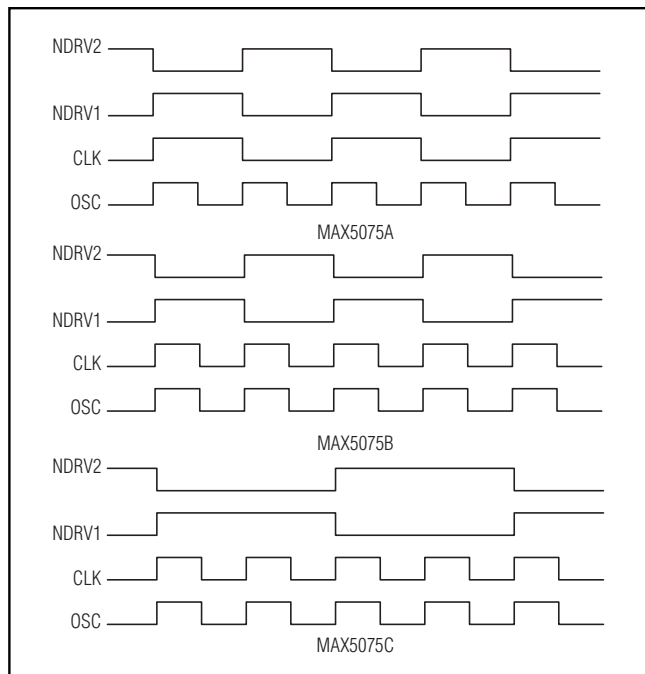 NDRV2
NDRV1
CLK
OSC
MAX5075A
NDRV2
NDRV1
CLK
OSC
MAX5075B
NDRV2
NDRV1
CLK
OSC
MAX5075C